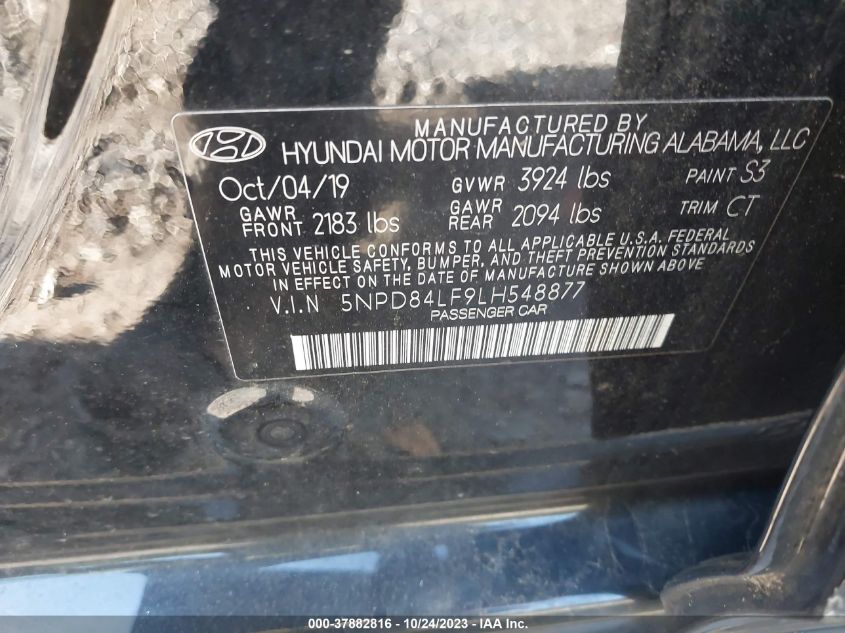 MANUFACTURED BY
HYUNDAI MOTOR MANUFACTURING ALABAMA, LLC
Oct/04/19 GVWR 3924 lbs PAINT S3
GAWR FRONT 2183 lbs GAWR REAR 2094 lbs TRIM CT
THIS VEHICLE CONFORMS TO ALL APPLICABLE U.S.A. FEDERAL
MOTOR VEHICLE SAFETY, BUMPER, AND THEFT PREVENTION STANDARDS
IN EFFECT ON THE DATE OF MANUFACTURE SHOWN ABOVE
V.I.N 5NPD84LF9LH548877
PASSENGER CAR
000-37882816 - 10/24/2023 - IAA Inc.